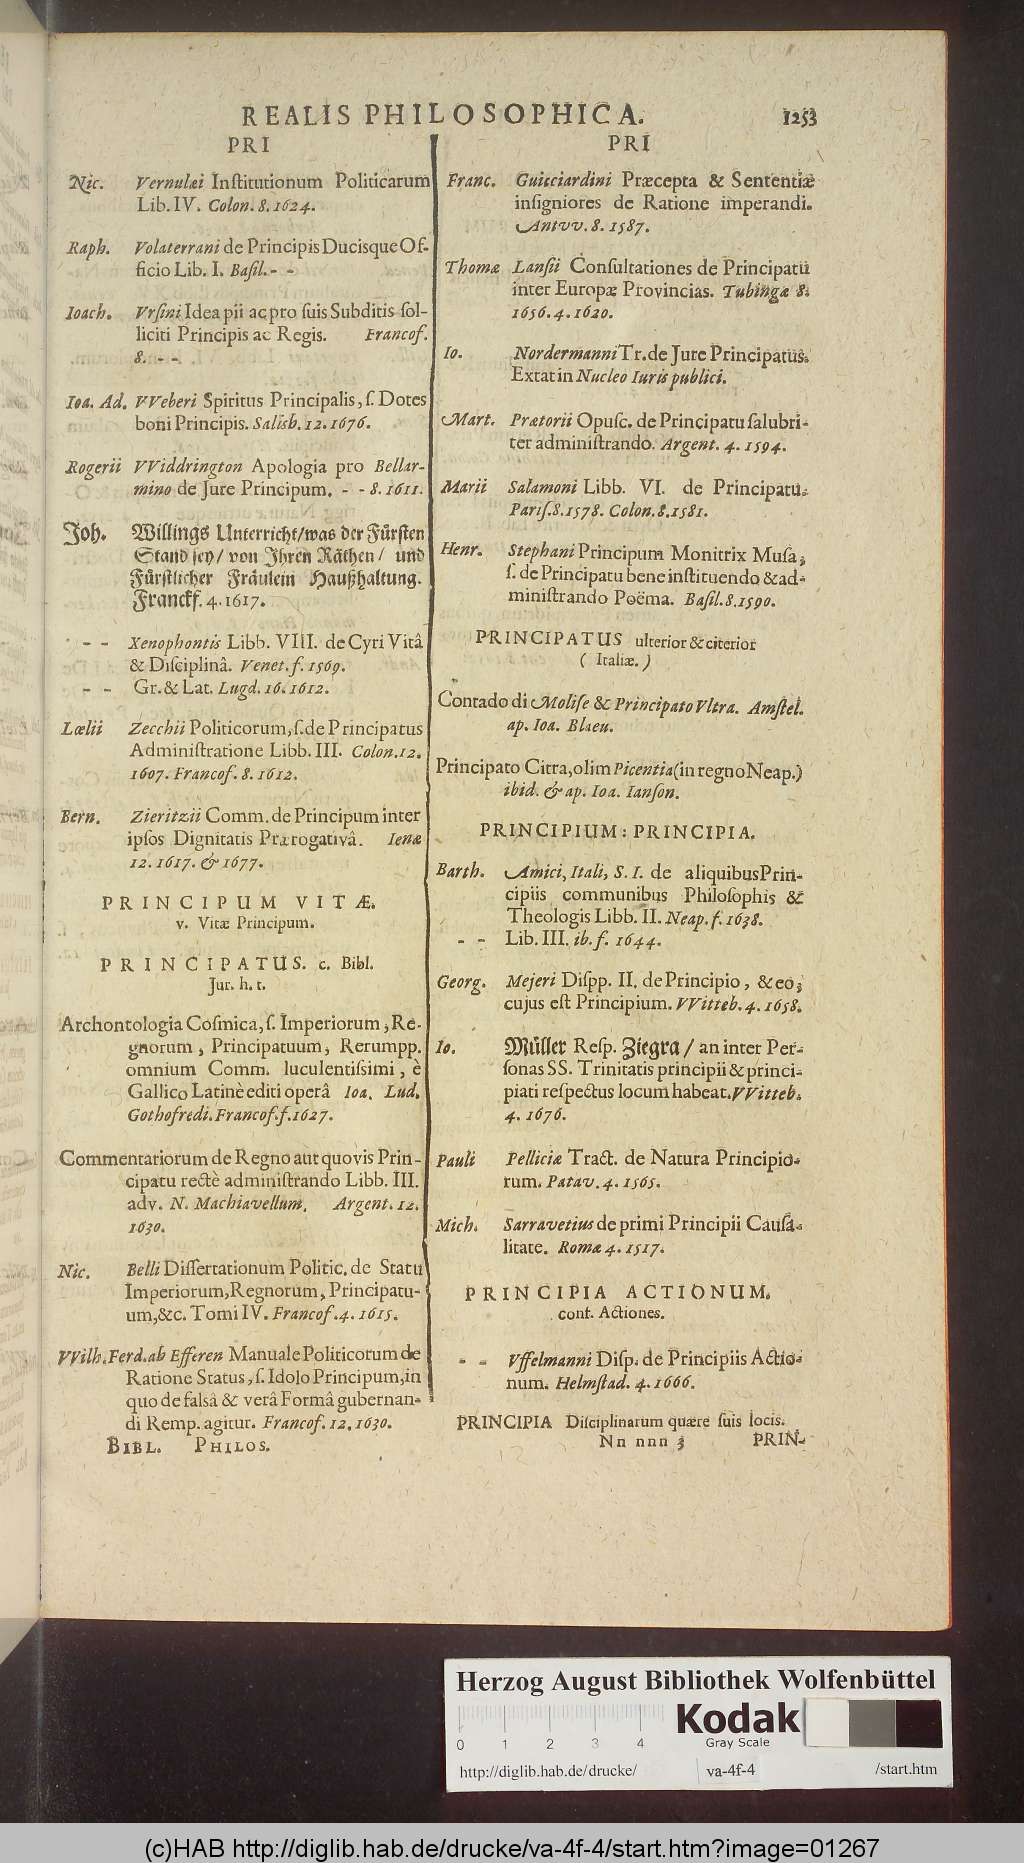 REALIS PHILOSOPHICA. 1253
PRI
Nic. Vernulæi Inſtitutionum Politicarum
Lib. IV. Colon. 8. 1624.
Raph. Volaterrani de Principis Ducisque Of-
ficio Lib. I. Baſil. - -
Ioach. Vrſini Idea pii ac pro ſuis Subditis ſol-
liciti Principis ac Regis. Francof.
8. - -
Ioa. Ad. VVeberi Spiritus Principalis, ſ. Dotes
boni Principis. Salisb. 12. 1676.
Rogerii VViddrington Apologia pro Bellar-
mino de Jure Principum. - - 8. 1611.
Joh. Willings Unterricht/was der Fürſten
Stand ſey/ von Ihren Räthen/ und
Fürſtlicher Fräulein Haußhaltung.
Franckf. 4. 1617.
- - Xenophontis Libb. VIII. de Cyri Vitâ
& Diſciplinâ. Venet. f. 1569.
- - Gr. & Lat. Lugd. 16. 1612.
Lælii Zecchii Politicorum, ſ. de Principatus
Adminiſtratione Libb. III. Colon. 12.
1607. Francof. 8. 1612.
Bern. Zieritzii Comm. de Principum inter
ipſos Dignitatis Prærogativâ. Ienæ
12. 1617. & 1677.
PRINCIPUM VITÆ.
v. Vitæ Principum.
PRINCIPATUS. c. Bibl.
Jur. h. t.
Archontologia Coſmica, ſ. Imperiorum, Re-
gnorum, Principatuum, Rerumpp.
omnium Comm. luculentiſsimi, è
Gallico Latinè editi operâ Ioa. Lud.
Gothofredi. Francof. f. 1627.
Commentariorum de Regno aut quovis Prin-
cipatu rectè adminiſtrando Libb. III.
adv. N. Machiavellum. Argent. 12.
1630.
Nic. Belli Diſſertationum Politic. de Statu
Imperiorum, Regnorum, Principatu-
um, &c. Tomi IV. Francof. 4. 1615.
VVilh. Ferd. ab Efferen Manuale Politicorum de
Ratione Status, ſ. Idolo Principum, in
quo de falsâ & verâ Formâ gubernan-
di Remp. agitur. Francof. 12. 1630.
BIBL. PHILOS.
PRI
Franc. Guicciardini Præcepta & Sententiæ
inſigniores de Ratione imperandi.
Antvv. 8. 1587.
Thomæ Lanſii Conſultationes de Principatu
inter Europæ Provincias. Tubingæ 8.
1656. 4. 1620.
Io. Nordermanni Tr. de Jure Principatus.
Extat in Nucleo Iuris publici.
Mart. Prætorii Opuſc. de Principatu ſalubri-
ter adminiſtrando. Argent. 4. 1594.
Marii Salamoni Libb. VI. de Principatu.
Pariſ. 8. 1578. Colon. 8. 1581.
Henr. Stephani Principum Monitrix Muſa,
ſ. de Principatu bene inſtituendo & ad-
miniſtrando Poëma. Baſil. 8. 1590.
PRINCIPATUS ulterior & citerior
( Italiæ. )
Contado di Moliſe & Principato Vltra. Amſtel.
ap. Ioa. Blaeu.
Principato Citra, olim Picentia (in regno Neap.)
ibid. & ap. Ioa. Ianſon.
PRINCIPIUM: PRINCIPIA.
Barth. Amici, Itali, S. I. de aliquibus Prin-
cipiis communibus Philoſophis &
Theologis Libb. II. Neap. f. 1638.
- - Lib. III. ib. f. 1644.
Georg. Mejeri Diſpp. II. de Principio, & eo,
cujus eſt Principium. VVitteb. 4. 1658.
Io. Müller Reſp. Ziegra / an inter Per-
ſonas SS. Trinitatis principii & princi-
piati reſpectus locum habeat. VVitteb.
4. 1676.
Pauli Pelliciæ Tract. de Natura Principio-
rum. Patav. 4. 1565.
Mich. Sarravetius de primi Principii Cauſa-
litate. Romæ 4. 1517.
PRINCIPIA ACTIONUM.
conf. Actiones.
- - Vffelmanni Diſp. de Principiis Actio-
num. Helmſtad. 4. 1666.
PRINCIPIA Diſciplinarum quære ſuis locis.
Nn nnn 3 PRIN-
Herzog August Bibliothek Wolfenbüttel
0 1 2 3 4
Kodak
Gray Scale
http://diglib.hab.de/drucke/ va-4f-4 /start.htm
(c)HAB http://diglib.hab.de/drucke/va-4f-4/start.htm?image=01267